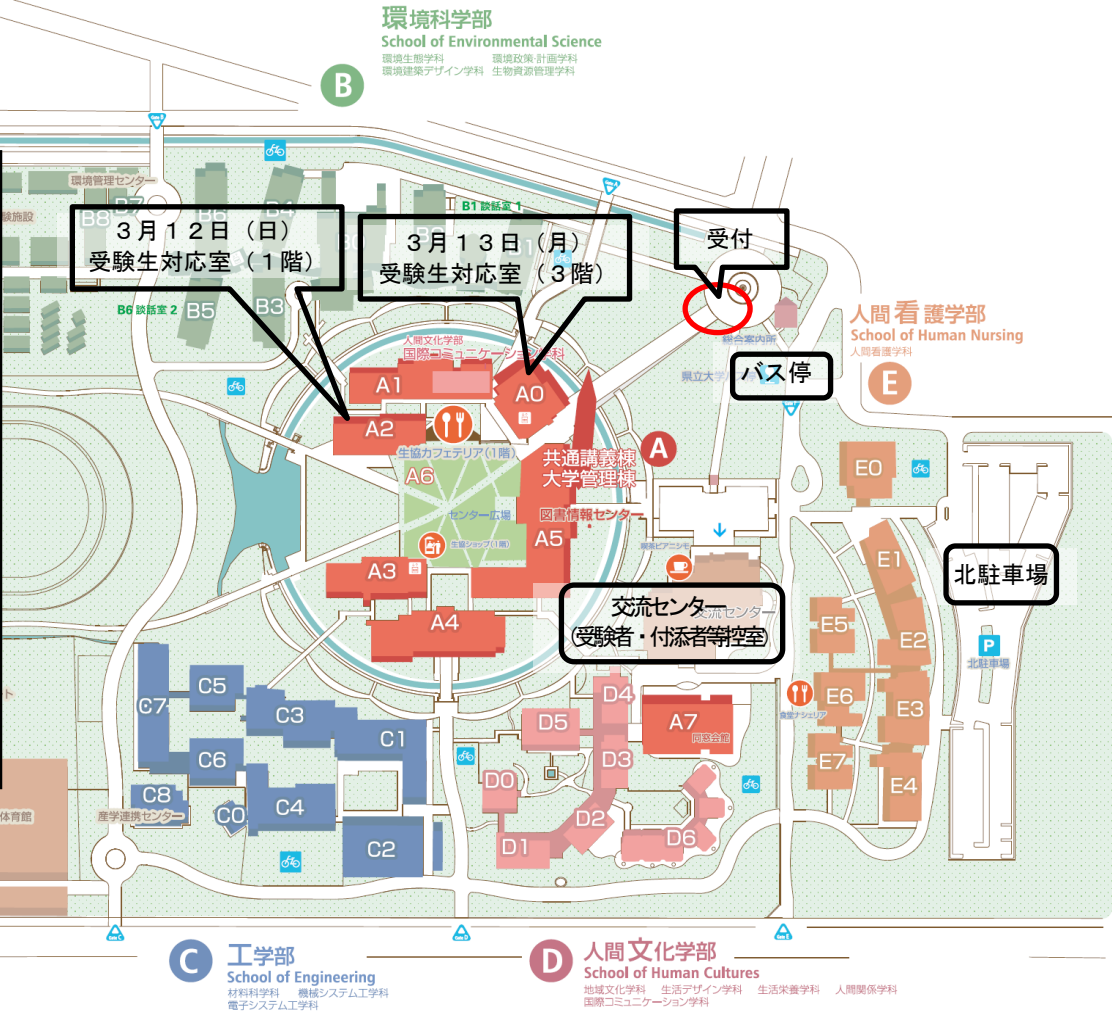 環境科学部
School of Environmental Science
環境生態学科 環境政策・計画学科
環境建築デザイン学科 生物資源管理学科
B
環境管理センター
B8
B7
B6
B4
B1 談話室 1
3月12日(日)
受験生対応室(1階)
3月13日(月)
受験生対応室(3階)
受付
B6 談話室 2
B5
B3
人間文化学部
国際コミュニケーション学科
総合案内所
バス停
人間看護学部
School of Human Nursing
人間看護学科
E
A1
A0
A2
生協カフェテリア(1階)
A6
共通講義棟
大学管理棟
A
センター広場
図書情報センター
生協ショップ(1階)
A5
A3
A4
喫茶ピアニシモ
交流センター
交流センター
(受験者・付添者等控室)
E0
E1
E2
E5
E6
E3
E7
E4
食堂ナシェリア
北駐車場
P
北駐車場
C7
C5
C3
C1
C6
C4
C8
C0
C2
産学連携センター
体育館
D4
D5
D3
D0
D2
D1
D6
A7
同窓会館
C
工学部
School of Engineering
材料科学科 機械システム工学科
電子システム工学科
D
人間文化学部
School of Human Cultures
地域文化学科 生活デザイン学科 生活栄養学科 人間関係学科
国際コミュニケーション学科